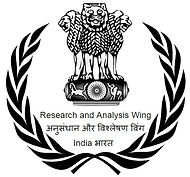 Research and Analysis Wing
अनुसंधान और विश्लेषण विंग
India भारत